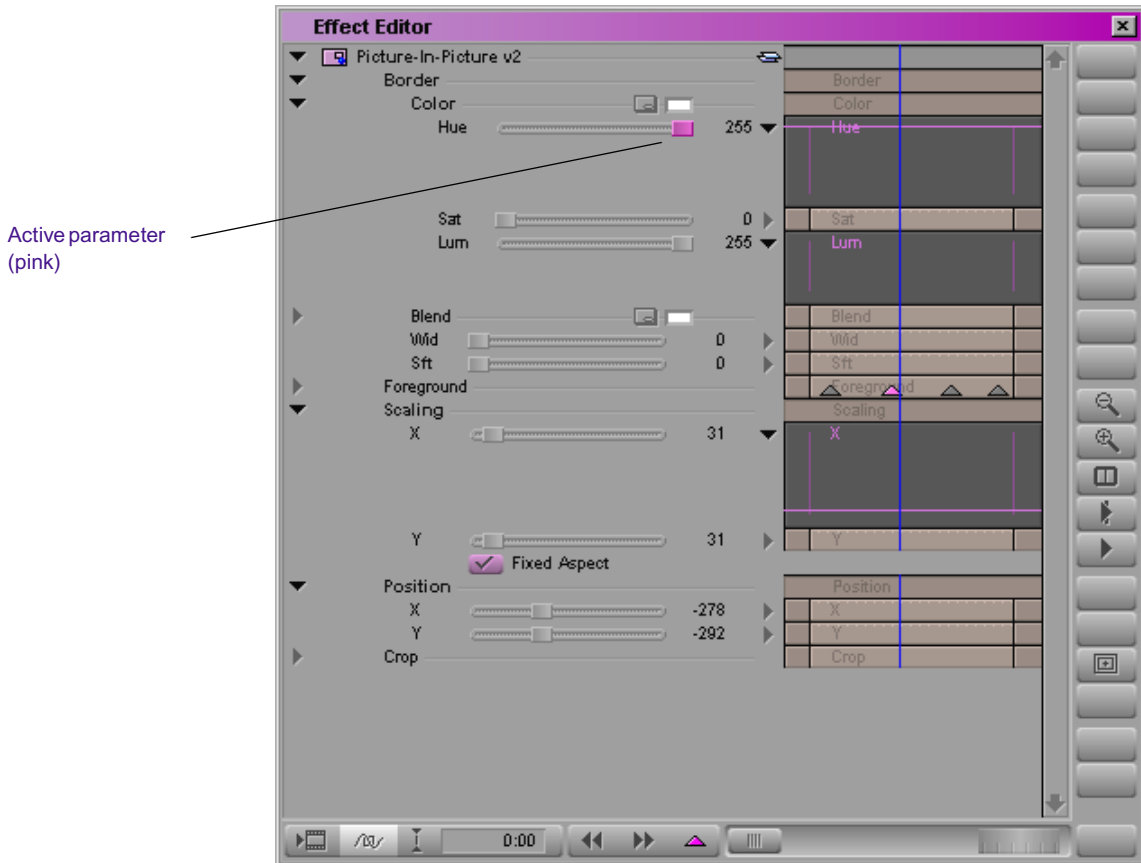 Effect Editor
Picture-In-Picture v2
Border
Border
Color
Color
Hue
255
Hue
Active parameter
(pink)
Sat
0
Sat
Lum
255
Lum
Blend
Blend
Wid
0
Wid
Sft
0
Sft
Foreground
Foreground
Scaling
Scaling
X
31
X
Y
31
Y
Fixed Aspect
Position
Position
X
-278
X
Y
-292
Y
Crop
Crop
0:00